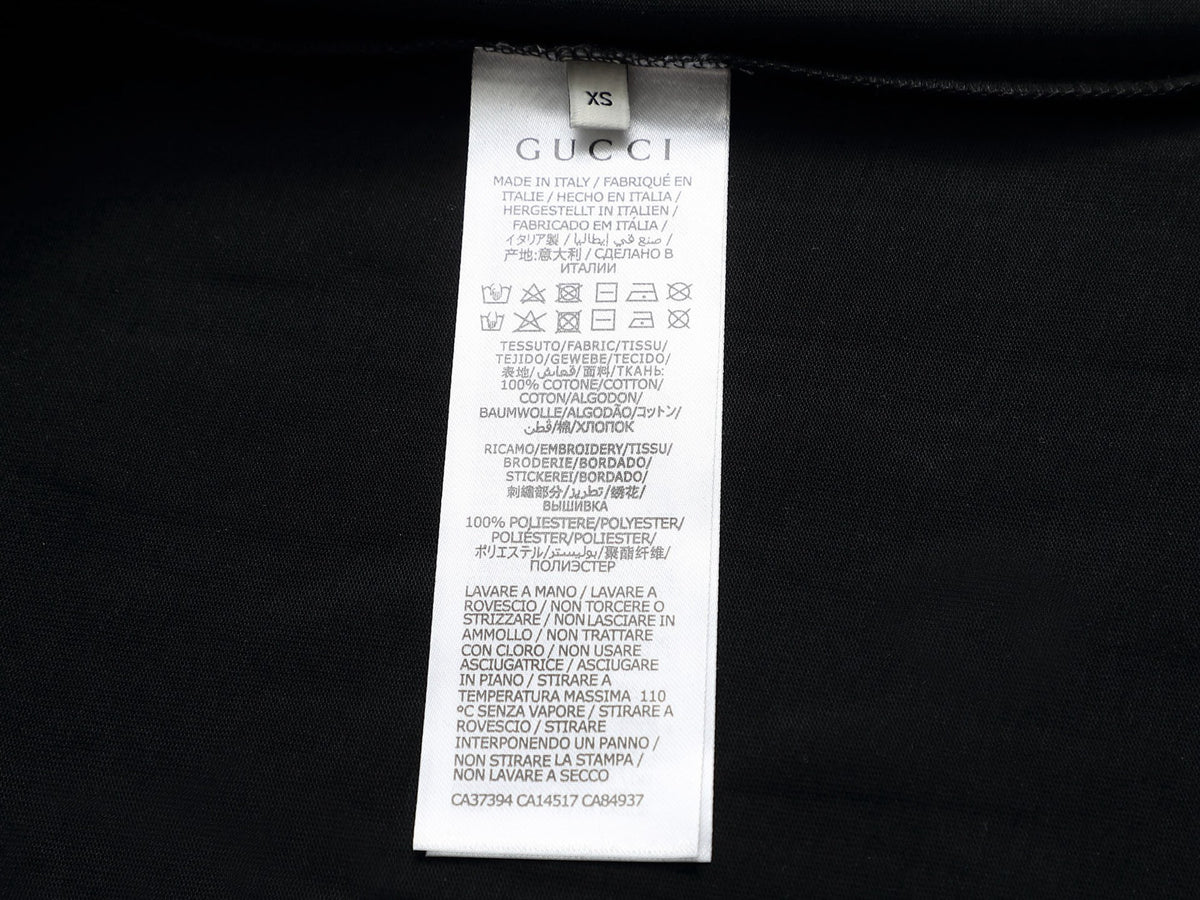 XS
GUCCI
MADE IN ITALY / FABRIQUÉ EN
ITALIE / HECHO EN ITALIA /
HERGESTELLT IN ITALIEN /
FABRICADO EM ITÁLIA /
イタリア製 / صنع في إيطاليا /
产地:意大利 / СДЕЛАНО В
ИТАЛИИ
TESSUTO/FABRIC/TISSU/
TEJIDO/GEWEBE/TECIDO/
表地/قماش/面料/ТКАНЬ:
100% COTONE/COTTON/
COTON/ALGODON/
BAUMWOLLE/ALGODÃO/コットン/
قطن/棉/ХЛОПОК
RICAMO/EMBROIDERY/TISSU/
BRODERIE/BORDADO/
STICKEREI/BORDADO/
刺繍部分/تطريز/绣花/
ВЫШИВКА
100% POLIESTERE/POLYESTER/
POLIÉSTER/POLIESTER/
ポリエステル/بوليستر/聚酯纤维/
ПОЛИЭСТЕР
LAVARE A MANO / LAVARE A
ROVESCIO / NON TORCERE O
STRIZZARE / NON LASCIARE IN
AMMOLLO / NON TRATTARE
CON CLORO / NON USARE
ASCIUGATRICE / ASCIUGARE
IN PIANO / STIRARE A
TEMPERATURA MASSIMA 110
°C SENZA VAPORE / STIRARE A
ROVESCIO / STIRARE
INTERPONENDO UN PANNO /
NON STIRARE LA STAMPA /
NON LAVARE A SECCO
CA37394 CA14517 CA84937